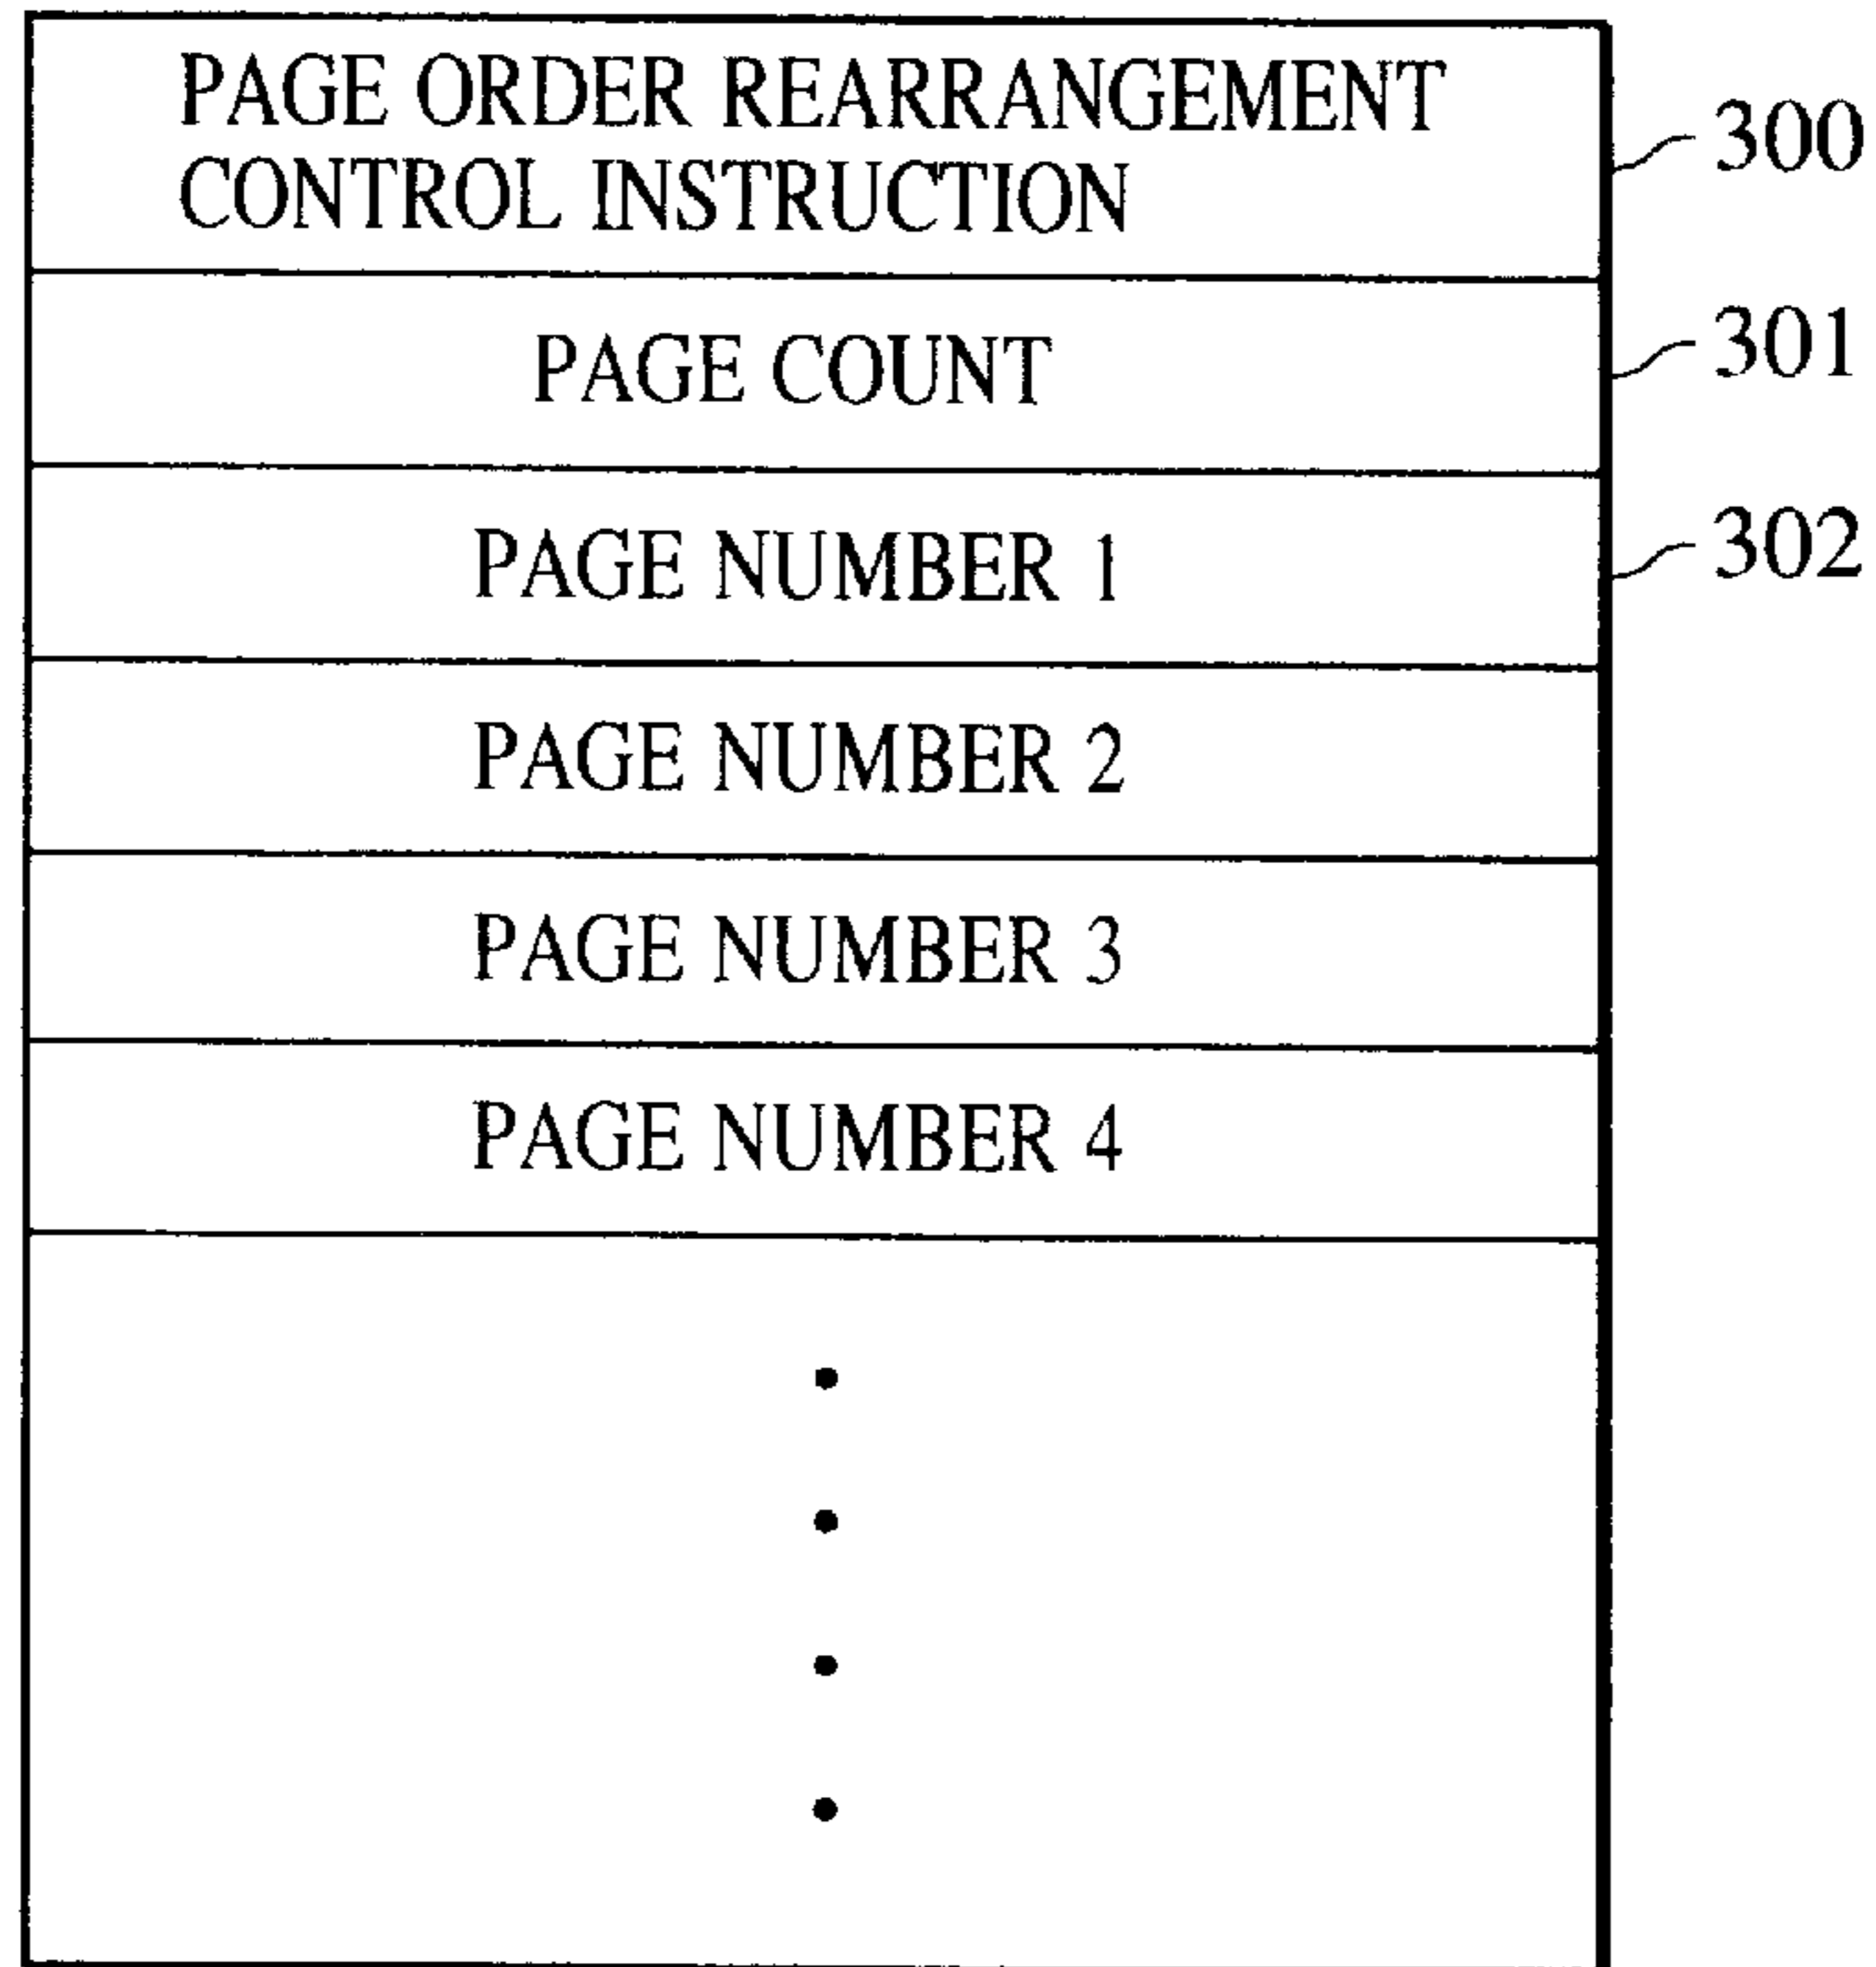 PAGE ORDER REARRANGEMENT
CONTROL INSTRUCTION
300
PAGE COUNT
301
PAGE NUMBER 1
302
PAGE NUMBER 2
PAGE NUMBER 3
PAGE NUMBER 4